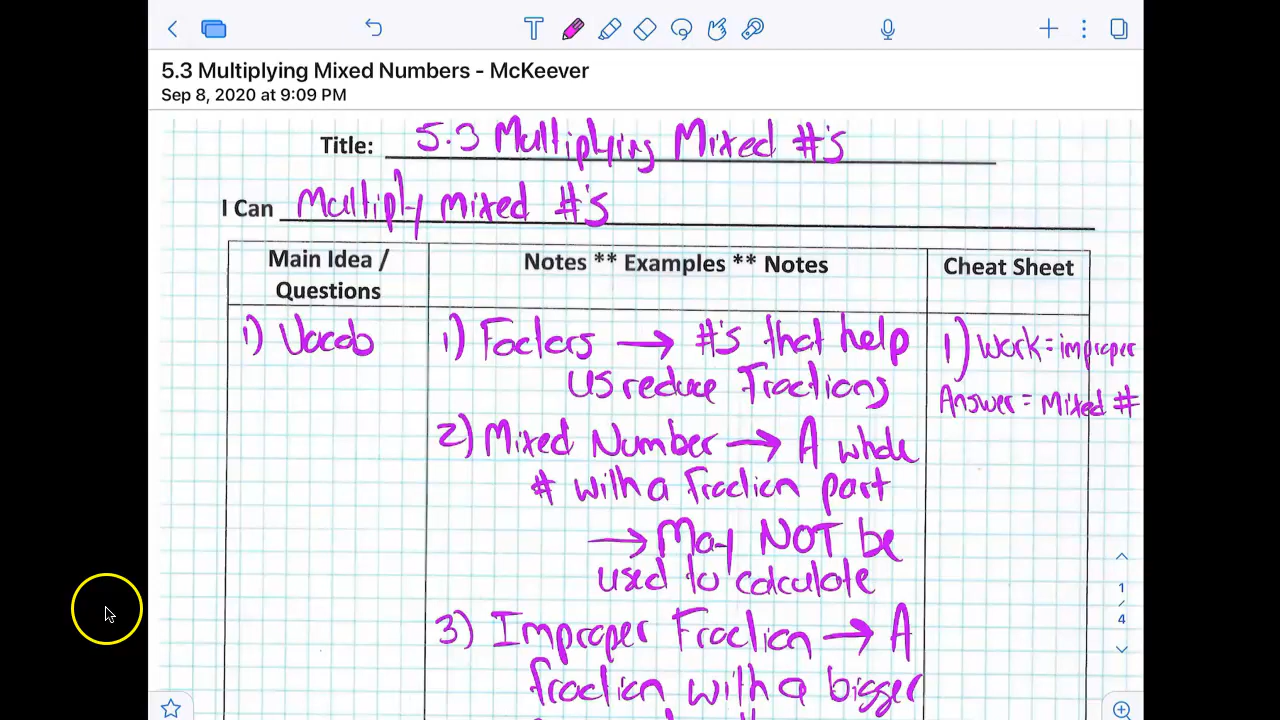 5.3 Multiplying Mixed Numbers - McKeever
Sep 8, 2020 at 9:09 PM
Title: 5.3 Multiplying Mixed #'s
I Can Multiply mixed #'s
Main Idea /
Questions
Notes ** Examples ** Notes
Cheat Sheet
1) Vocab
1) Factors → #'s that help
us reduce Fractions
2) Mixed Number → A whole
# with a fraction part
→ May NOT be
used to calculate
3) Improper Fraction → A
fraction with a bigger
1) Work = improper
Answer = Mixed #
1
/
4